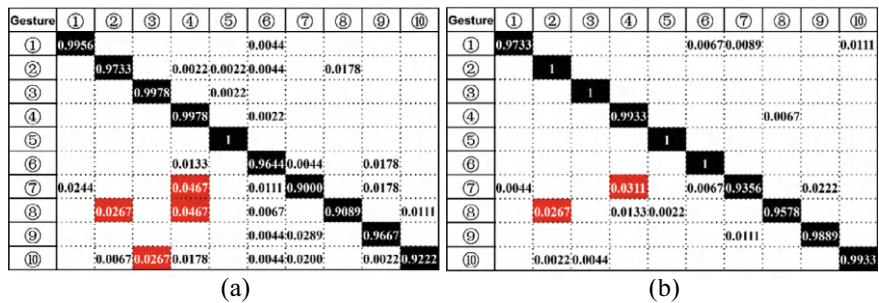 Gesture ① ② ③ ④ ⑤ ⑥ ⑦ ⑧ ⑨ ⑩
① 0.9956 0.0044
② 0.9733 0.0022 0.0022 0.0044 0.0178
③ 0.9978 0.0022
④ 0.9978 0.0022
⑤ 1
⑥ 0.0133 0.9644 0.0044 0.0178
⑦ 0.0244 0.0467 0.0111 0.9000 0.0178
⑧ 0.0267 0.0467 0.0067 0.9089 0.0111
⑨ 0.0044 0.0289 0.9667
⑩ 0.0067 0.0267 0.0178 0.0044 0.0200 0.0022 0.9222
(a)
Gesture ① ② ③ ④ ⑤ ⑥ ⑦ ⑧ ⑨ ⑩
① 0.9733 0.0067 0.0089 0.0111
② 1
③ 1
④ 0.9933 0.0067
⑤ 1
⑥ 1
⑦ 0.0044 0.0311 0.0067 0.9356 0.0222
⑧ 0.0267 0.0133 0.0022 0.9578
⑨ 0.0111 0.9889
⑩ 0.0022 0.0044 0.9933
(b)